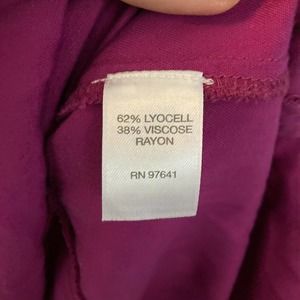 62% LYOCELL
38% VISCOSE
RAYON
RN 97641